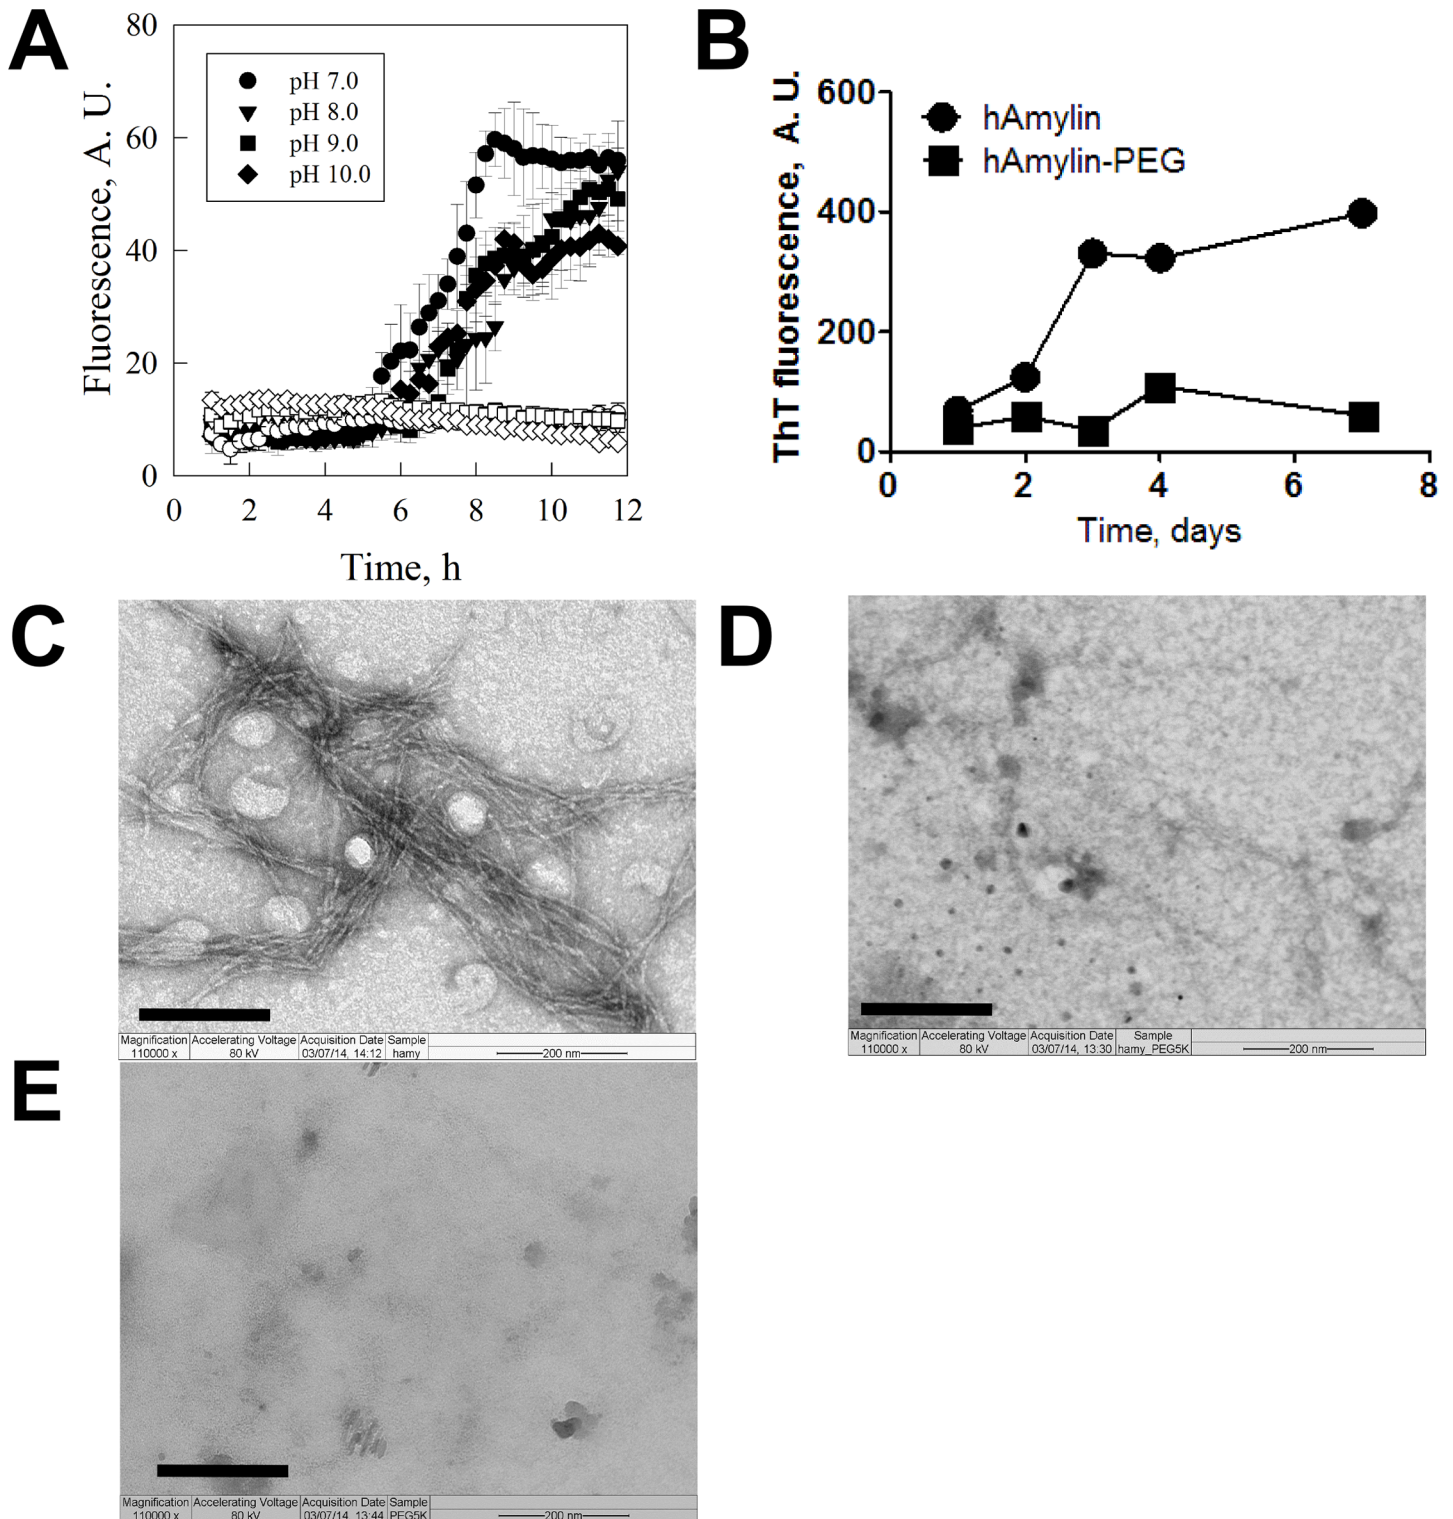 A
80
60
40
20
0
Fluorescence, A. U.
pH 7.0
pH 8.0
pH 9.0
pH 10.0
0 2 4 6 8 10 12
Time, h
B
600
400
200
0
ThT fluorescence, A. U.
hAmylin
hAmylin-PEG
0 2 4 6 8
Time, days
C
Magnification Accelerating Voltage Acquisition Date Sample
110000 x 80 kV 03/07/14, 14:12 hamy 200 nm
D
Magnification Accelerating Voltage Acquisition Date Sample
110000 x 80 kV 03/07/14, 13.30 hamy_PEG5K 200 nm
E
Magnification Accelerating Voltage Acquisition Date Sample
110000 x 80 kV 03/07/14, 13:44 PEG5K 200 nm